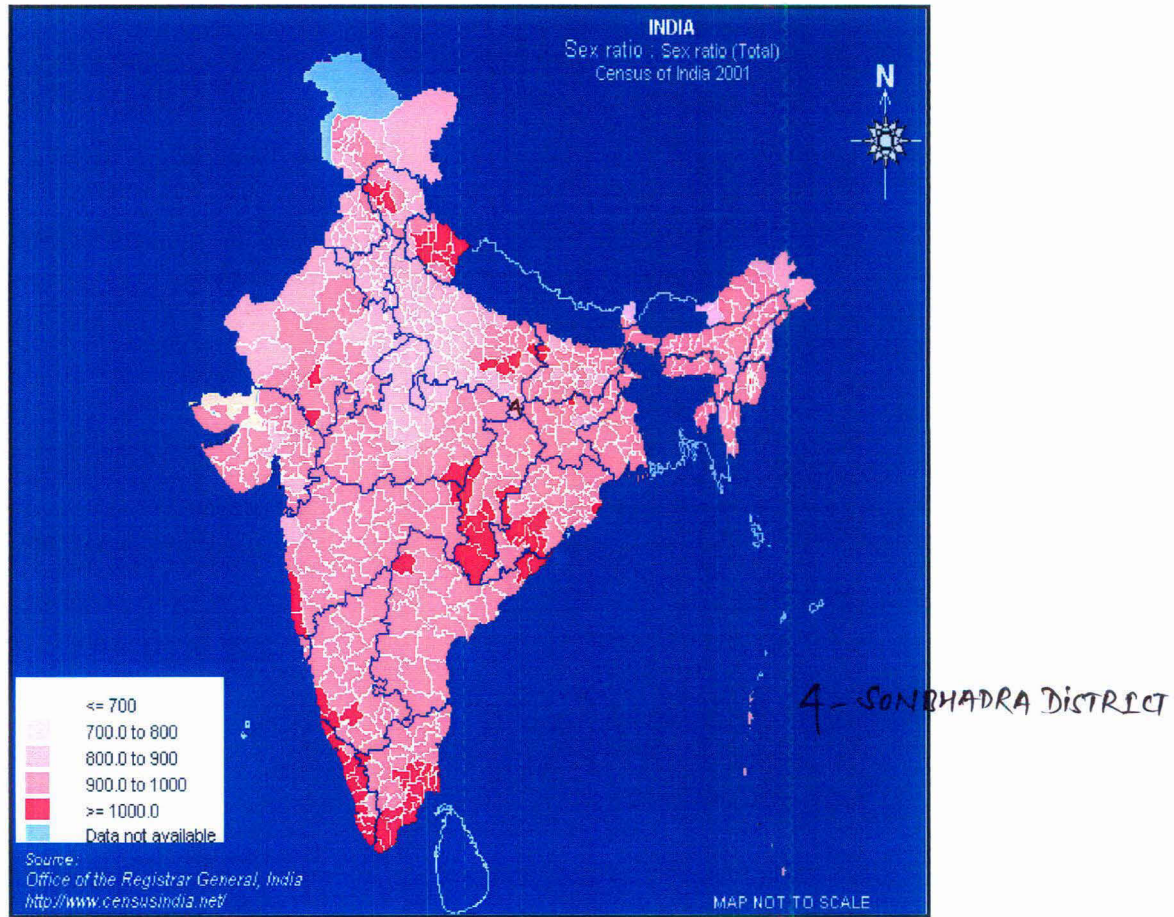 INDIA
Sex ratio : Sex ratio (Total)
Census of India 2001
N
4
<= 700
700.0 to 800
800.0 to 900
900.0 to 1000
>= 1000.0
Data not available
4 - SONBHADRA DISTRICT
Source:
Office of the Registrar General, India
http://www.censusindia.net/
MAP NOT TO SCALE